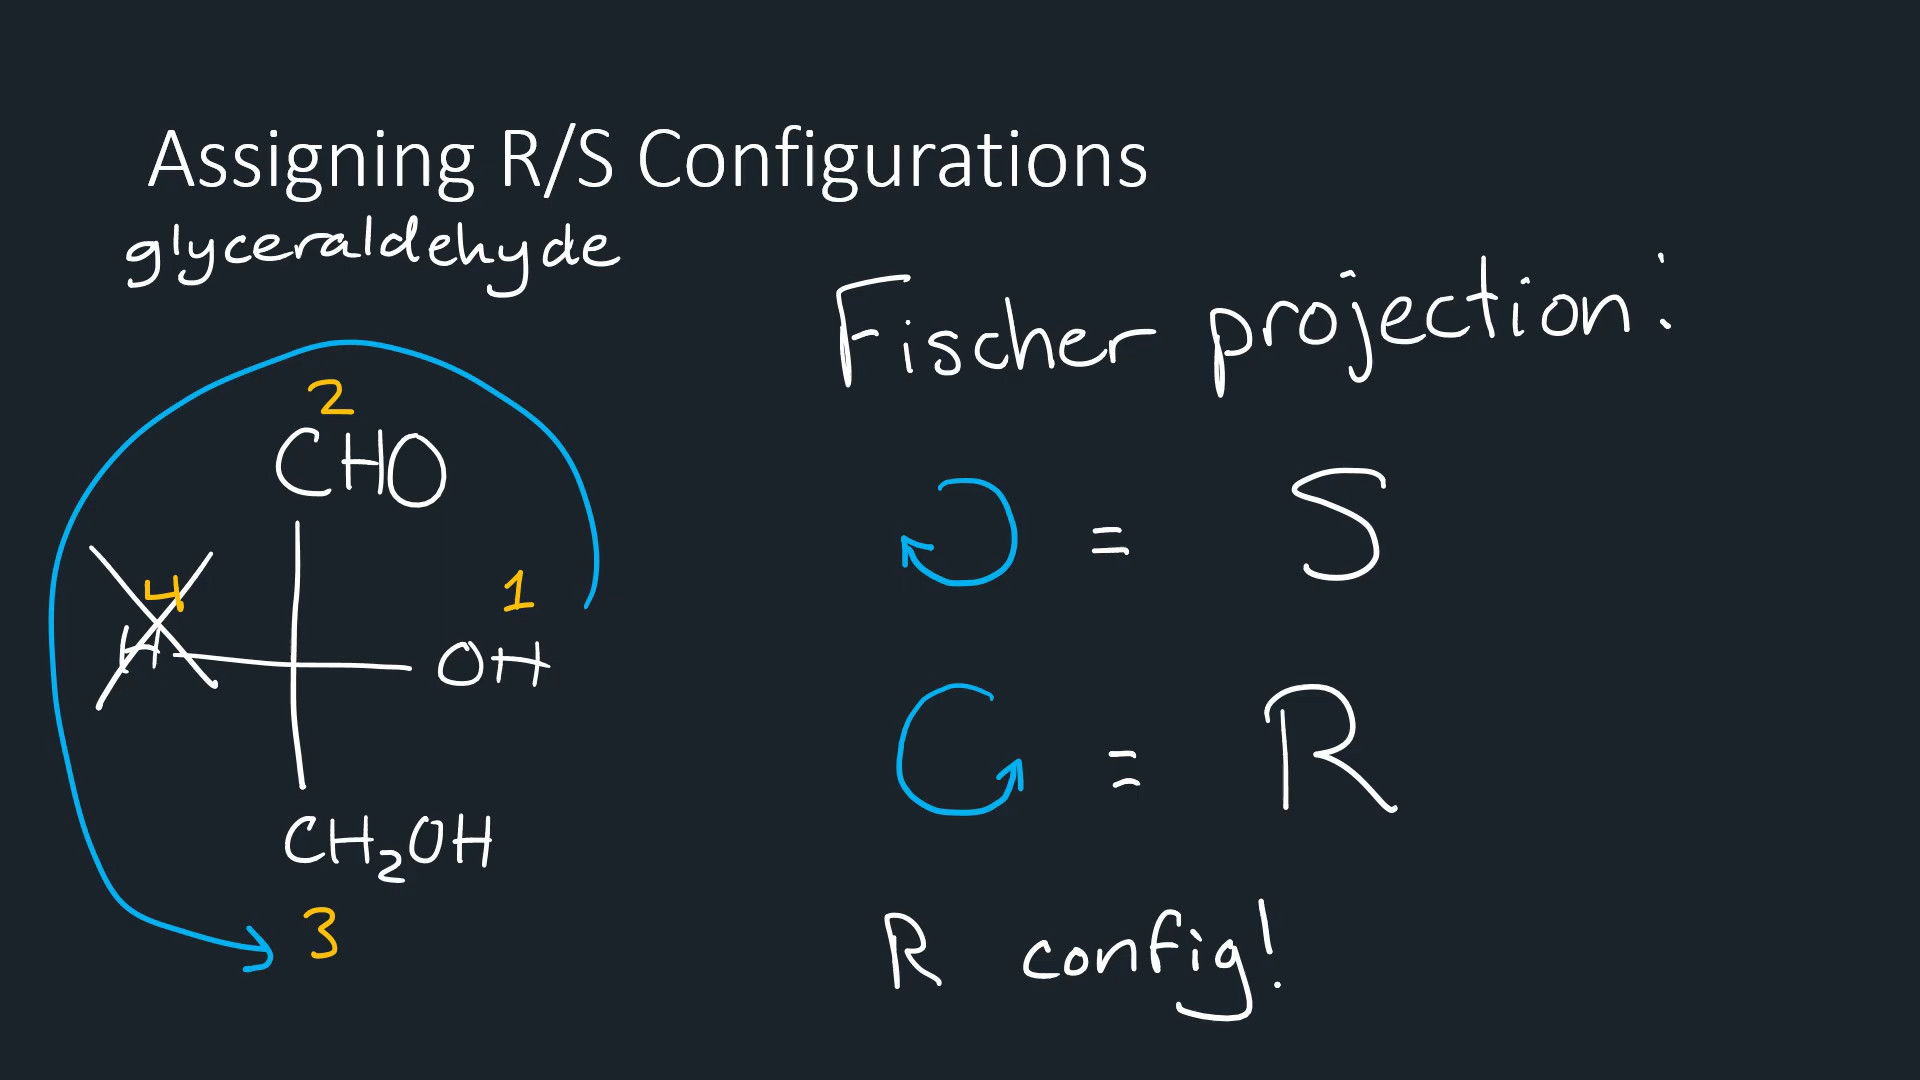 Assigning R/S Configurations
glyceraldehyde
Fischer projection:
2
CHO
4
1
H
OH
CH₂OH
3
= S
= R
R config!